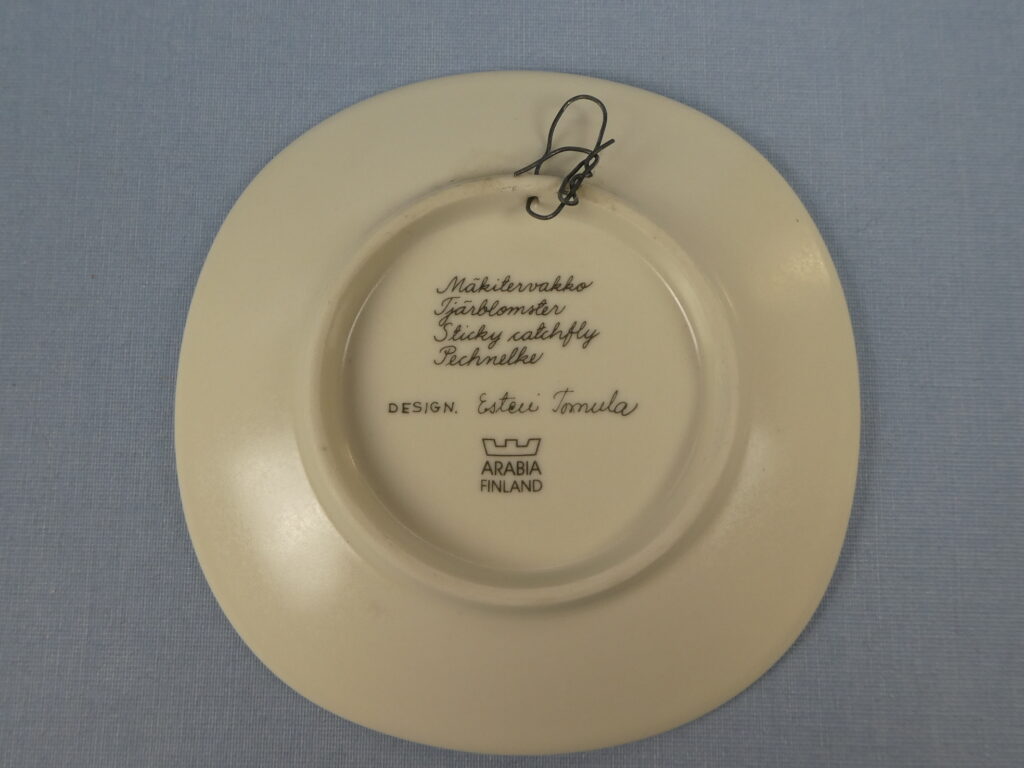 Mäkitervakko
Tjärblomster
Sticky catchfly
Pechnelke
DESIGN. Esteri Tomula
ARABIA
FINLAND